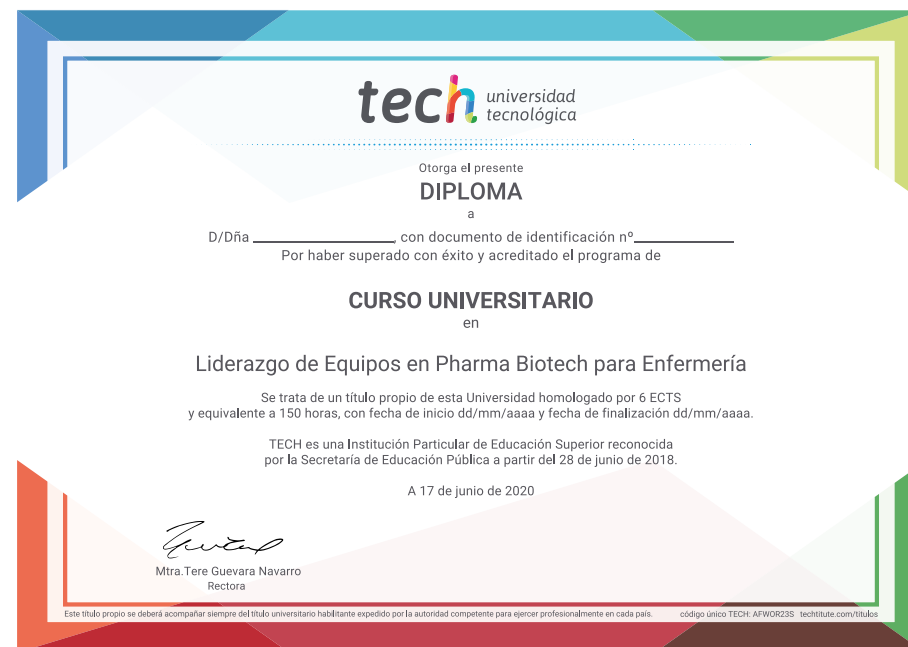 tech universidad
tecnológica
Otorga el presente
DIPLOMA
a
D/Dña ____________, con documento de identificación nº____________
Por haber superado con éxito y acreditado el programa de
CURSO UNIVERSITARIO
en
Liderazgo de Equipos en Pharma Biotech para Enfermería
Se trata de un título propio de esta Universidad homologado por 6 ECTS
y equivalente a 150 horas, con fecha de inicio dd/mm/aaaa y fecha de finalización dd/mm/aaaa.
TECH es una Institución Particular de Educación Superior reconocida
por la Secretaría de Educación Pública a partir del 28 de junio de 2018.
A 17 de junio de 2020
Mtra.Tere Guevara Navarro
Rectora
Este título propio se deberá acompañar siempre del título universitario habilitante expedido por la autoridad competente para ejercer profesionalmente en cada país. código único TECH: AFWOR23S techtitute.com/títulos